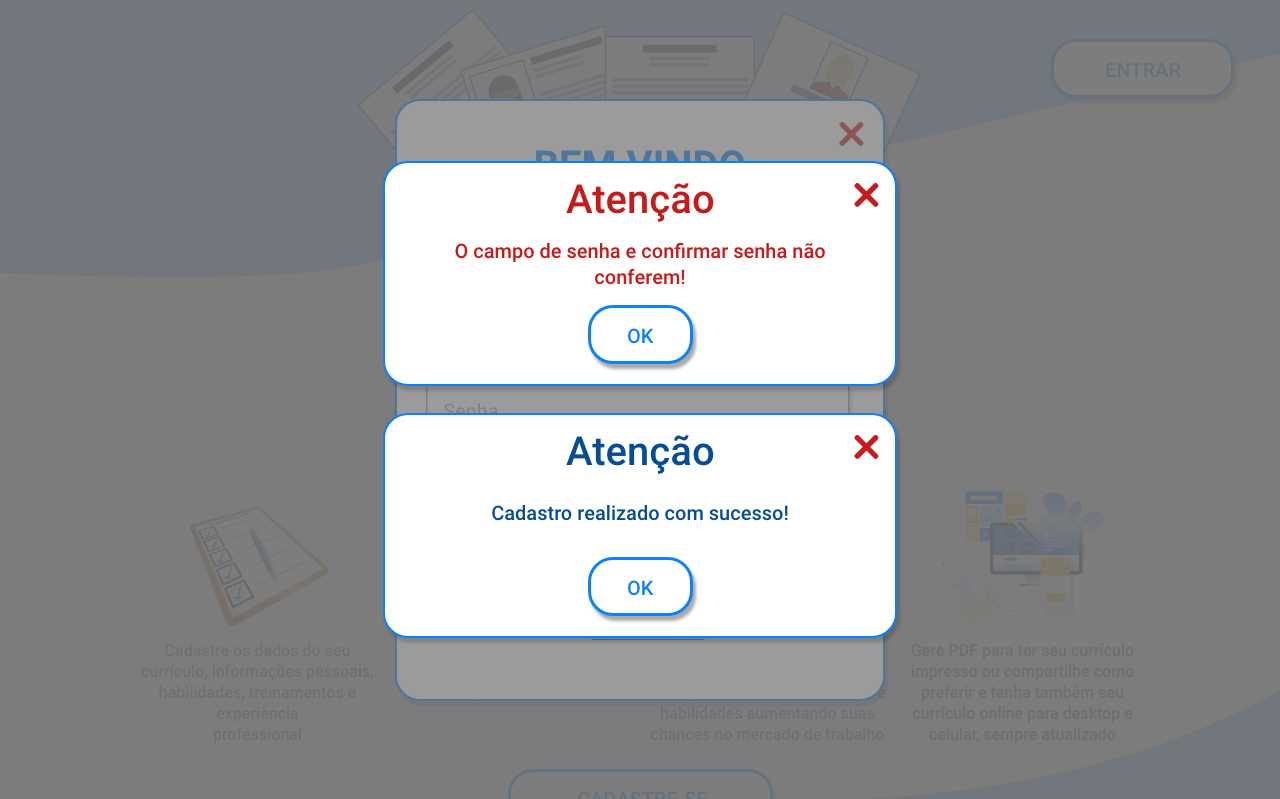 ENTRAR
BEM VINDO
Atenção
O campo de senha e confirmar senha não
conferem!
OK
Senha
Atenção
Cadastro realizado com sucesso!
OK
Cadastre os dados do seu
currículo, informações pessoais,
habilidades, treinamentos e
experiência
professional
e
habilidades aumentando suas
chances no mercado de trabalho
Gere PDF para ter seu currículo
impresso ou compartilhe como
preferir e tenha também seu
currículo online para desktop e
celular, sempre atualizado
CADASTRE-SE